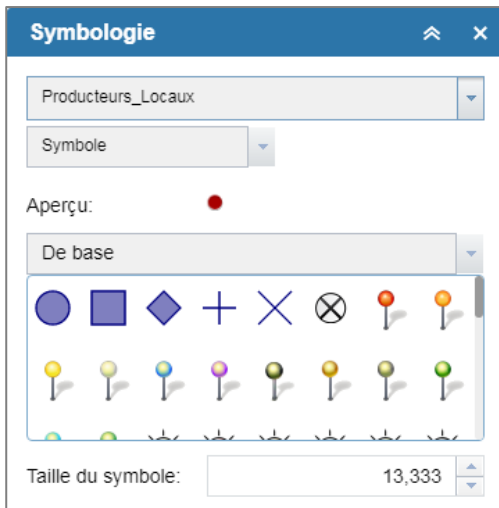 Symbologie
Producteurs_Locaux
Symbole
Aperçu:
De base
Taille du symbole: 13,333